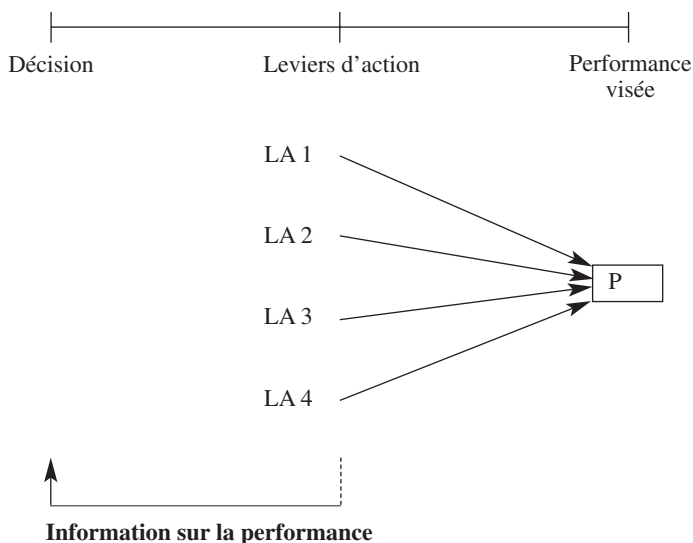 Décision Leviers d'action Performance
visée
LA 1
LA 2
P
LA 3
LA 4
Information sur la performance